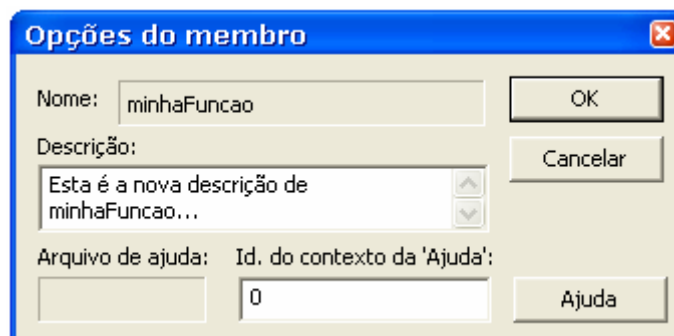 Opções do membro
Nome: minhaFuncao OK
Descrição: Cancelar
Esta é a nova descrição de
minhaFuncao...
Arquivo de ajuda: Id. do contexto da 'Ajuda':
0 Ajuda